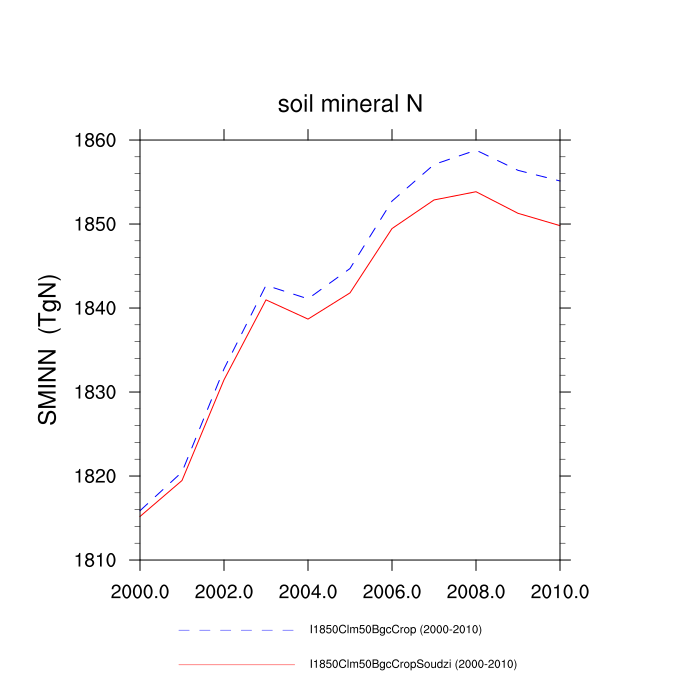 soil mineral N
1860
1850
1840
1830
1820
1810
SMINN (TgN)
2000.0 2002.0 2004.0 2006.0 2008.0 2010.0
I1850Clm50BgcCrop (2000-2010)
I1850Clm50BgcCropSoudzi (2000-2010)